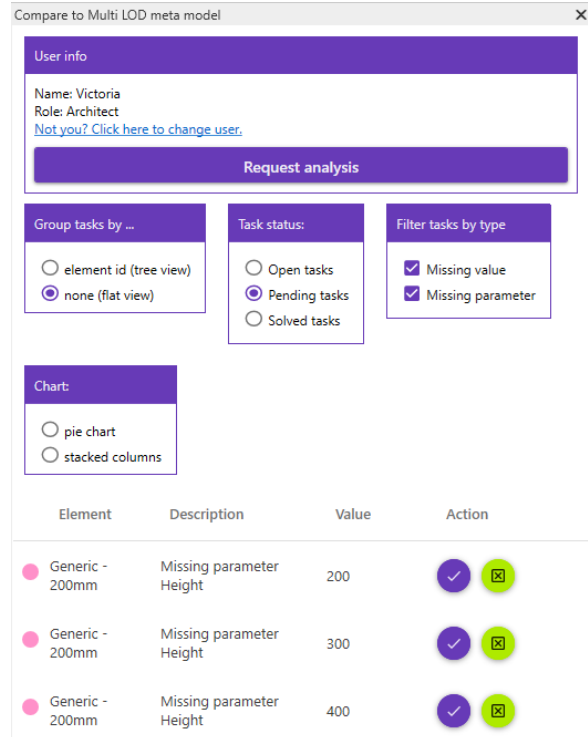 Compare to Multi LOD meta model
User info
Name: Victoria
Role: Architect
Not you? Click here to change user.
Request analysis
Group tasks by ...
element id (tree view)
none (flat view)
Task status:
Open tasks
Pending tasks
Solved tasks
Filter tasks by type
Missing value
Missing parameter
Chart:
pie chart
stacked columns
Element Description Value Action
Generic - Missing parameter
200mm Height 200
Generic - Missing parameter
200mm Height 300
Generic - Missing parameter
200mm Height 400